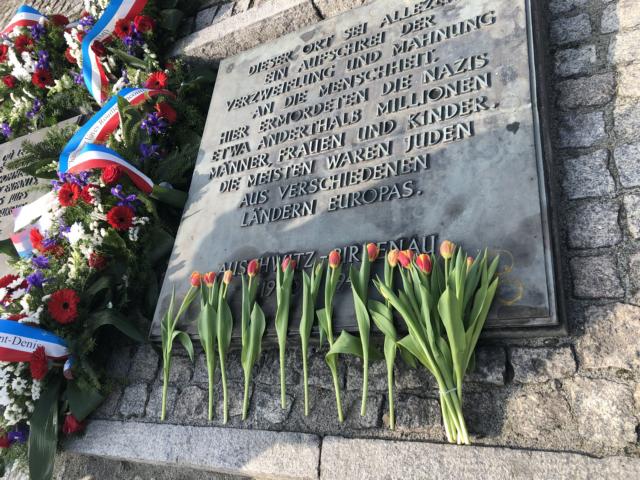 DIESER ORT SEI ALLEZEIT
EIN AUFSCHREI DER
VERZWEIFLUNG UND MAHNUNG
AN DIE MENSCHHEIT.
HIER ERMORDETEN DIE NAZIS
ETWA ANDERTHALB MILLIONEN
MÄNNER, FRAUEN UND KINDER.
DIE MEISTEN WAREN JUDEN
AUS VERSCHIEDENEN
LÄNDERN EUROPAS.
AUSCHWITZ-BIRKENAU
nt-Denis